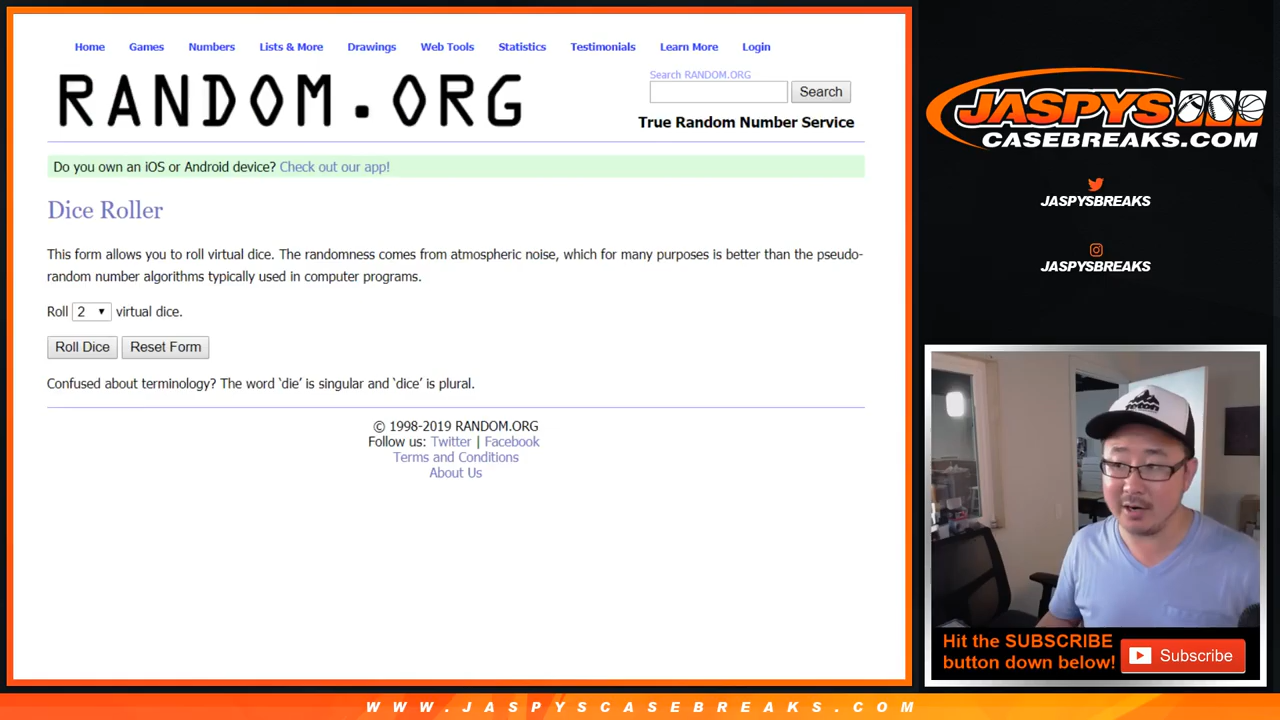 Home Games Numbers Lists & More Drawings Web Tools Statistics Testimonials Learn More Login
RANDOM.ORG
Search RANDOM.ORG
Search
True Random Number Service
Do you own an iOS or Android device? Check out our app!
Dice Roller
This form allows you to roll virtual dice. The randomness comes from atmospheric noise, which for many purposes is better than the pseudo-
random number algorithms typically used in computer programs.
Roll 2 virtual dice.
Roll Dice Reset Form
Confused about terminology? The word ‘die’ is singular and ‘dice’ is plural.
© 1998-2019 RANDOM.ORG
Follow us: Twitter | Facebook
Terms and Conditions
About Us
JASPYS
CASEBREAKS.COM
JASPYSBREAKS
JASPYSBREAKS
Hit the SUBSCRIBE
button down below!
Subscribe
WWW.JASPYSCASEBREAKS.COM